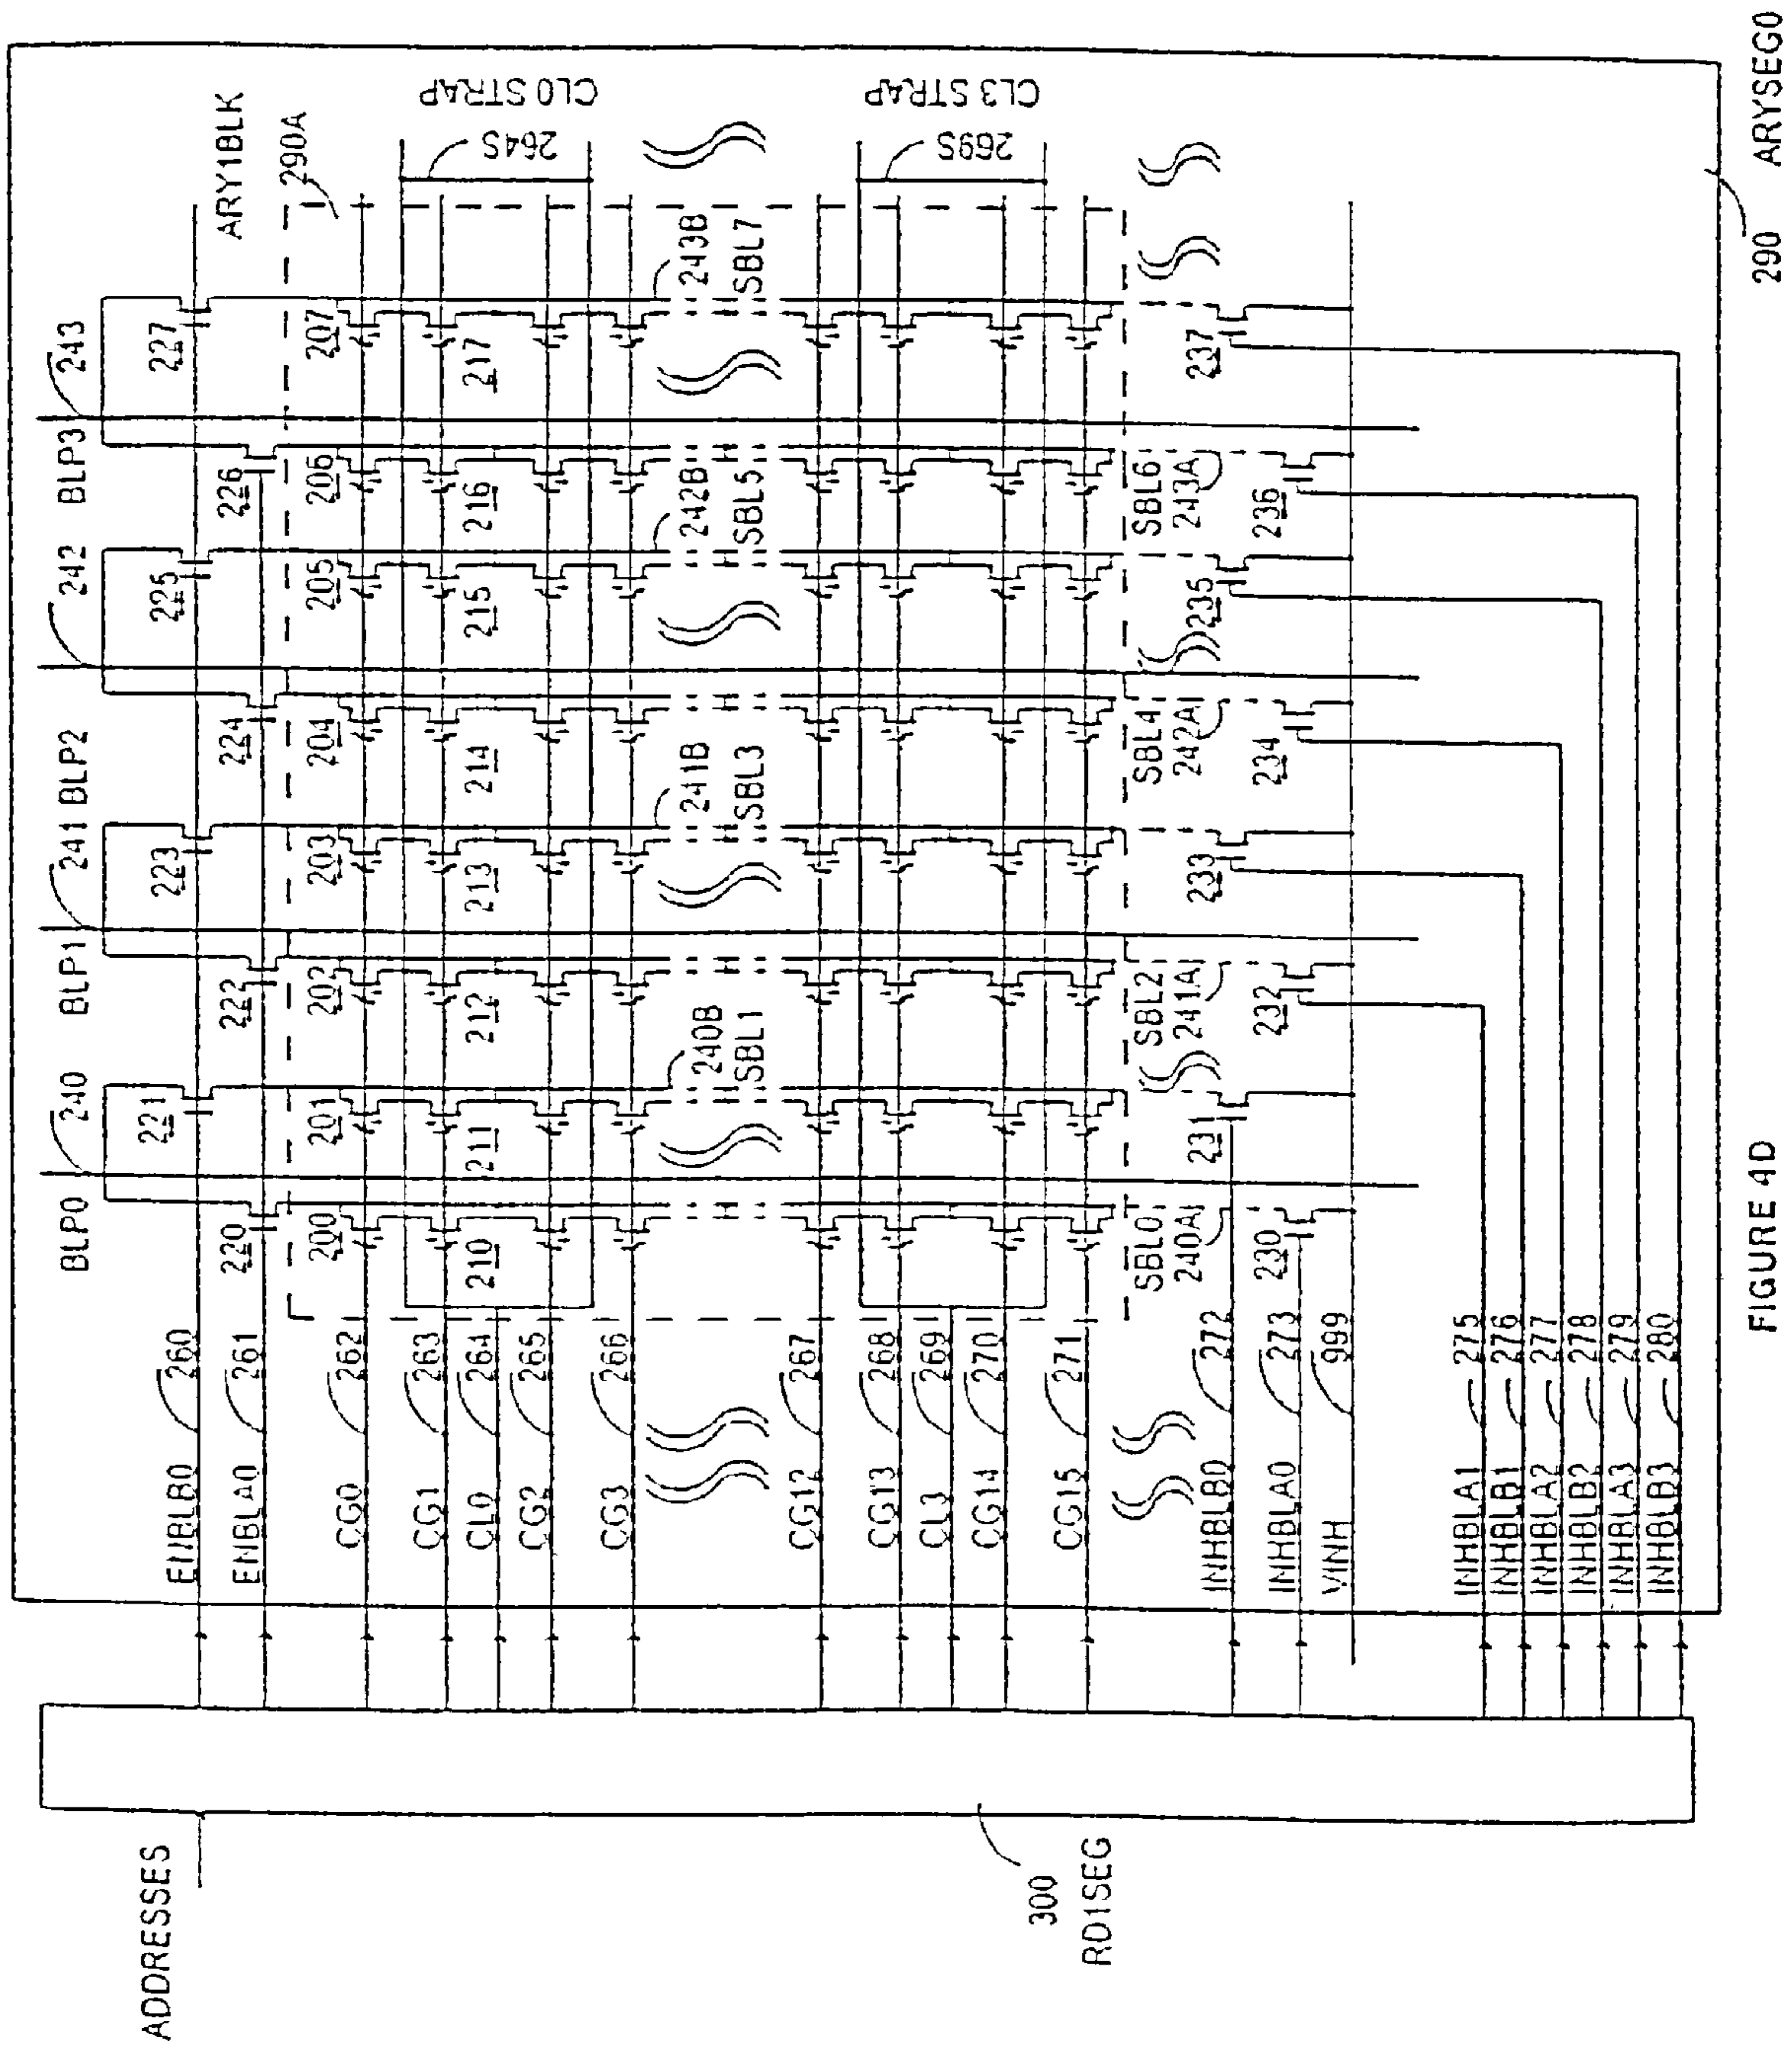 BLP0
240
BLP1
241
BLP2
242
BLP3
243
221
223
225
227
ARY1BLK
220
222
224
226
290A
200
201
202
203
204
205
206
207
CL0 STRAP
264S
210
211
212
213
214
215
216
217
240B
SBL1
241B
SBL3
242B
SBL5
243B
SBL7
CL3 STRAP
269S
SBL0
240A
SBL2
241A
SBL4
242A
SBL6
243A
231
233
235
237
230
232
234
236
ENBLB0 260
ENBLA0 261
CG0 262
CG1 263
CL0 264
CG2 265
CG3 266
CG12 267
CG13 268
CL3 269
CG14 270
CG15 271
INHBLB0 272
INHBLA0 273
VINH 999
INHBLA1 275
INHBLB1 276
INHBLA2 277
INHBLB2 278
INHBLA3 279
INHBLB3 280
ADDRESSES
300
RD1SEG
290 ARYSEG0
FIGURE 4D